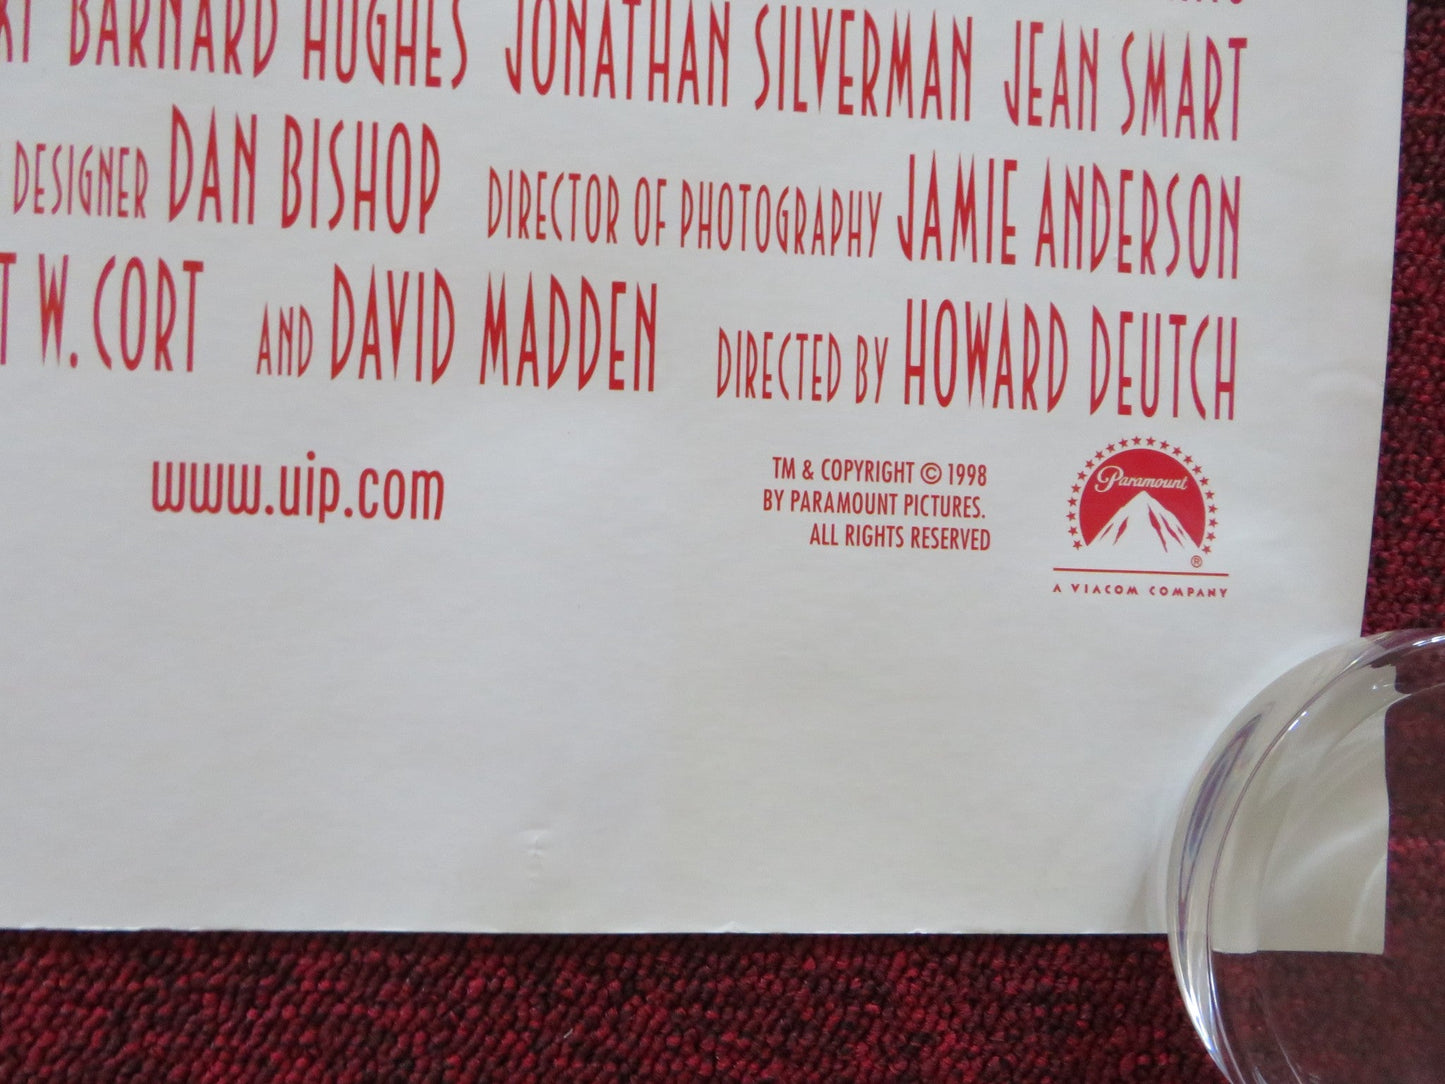 BARNARD HUGHES JONATHAN SILVERMAN JEAN SMART
DESIGNER DAN BISHOP DIRECTOR OF PHOTOGRAPHY JAMIE ANDERSON
T W. CORT AND DAVID MADDEN DIRECTED BY HOWARD DEUTCH
www.uip.com
TM & COPYRIGHT © 1998
BY PARAMOUNT PICTURES.
ALL RIGHTS RESERVED
Paramount
®
A VIACOM COMPANY